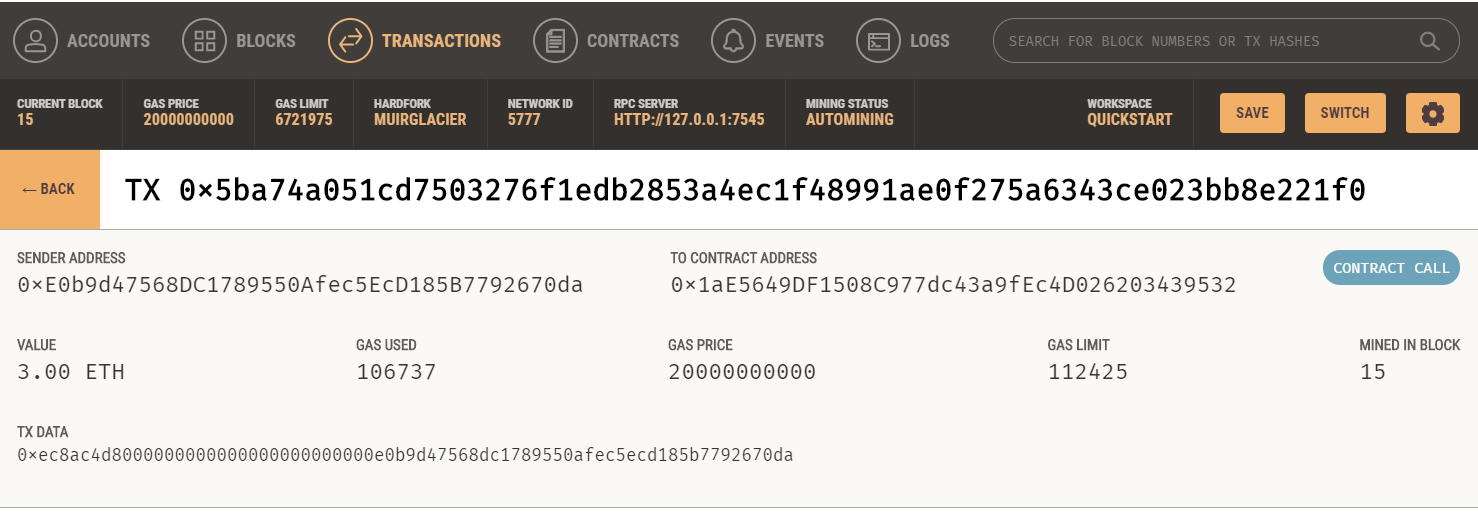 ACCOUNTS BLOCKS TRANSACTIONS CONTRACTS EVENTS LOGS SEARCH FOR BLOCK NUMBERS OR TX HASHES
CURRENT BLOCK GAS PRICE GAS LIMIT HARDFORK NETWORK ID RPC SERVER MINING STATUS WORKSPACE
15 20000000000 6721975 MUIRGLACIER 5777 HTTP://127.0.0.1:7545 AUTOMINING QUICKSTART SAVE SWITCH
← BACK TX 0×5ba74a051cd7503276f1edb2853a4ec1f48991ae0f275a6343ce023bb8e221f0
SENDER ADDRESS TO CONTRACT ADDRESS
0×E0b9d47568DC1789550Afec5EcD185B7792670da 0×1aE5649DF1508C977dc43a9fEc4D026203439532 CONTRACT CALL
VALUE GAS USED GAS PRICE GAS LIMIT MINED IN BLOCK
3.00 ETH 106737 20000000000 112425 15
TX DATA
0×ec8ac4d8000000000000000000000000e0b9d47568dc1789550afec5ecd185b7792670da